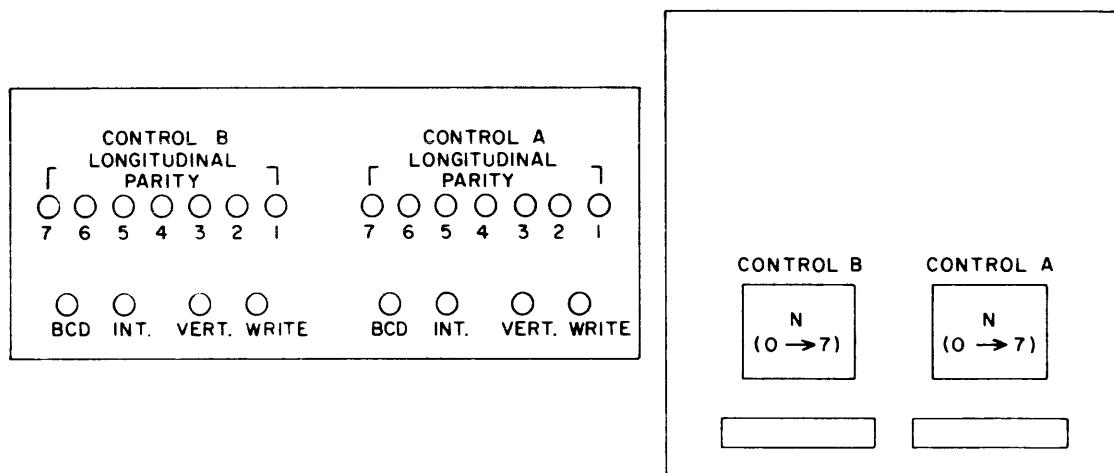 CONTROL B
LONGITUDINAL
PARITY
7 6 5 4 3 2 1
BCD INT. VERT. WRITE
CONTROL A
LONGITUDINAL
PARITY
7 6 5 4 3 2 1
BCD INT. VERT. WRITE
CONTROL B
N
(0 → 7)
CONTROL A
N
(0 → 7)